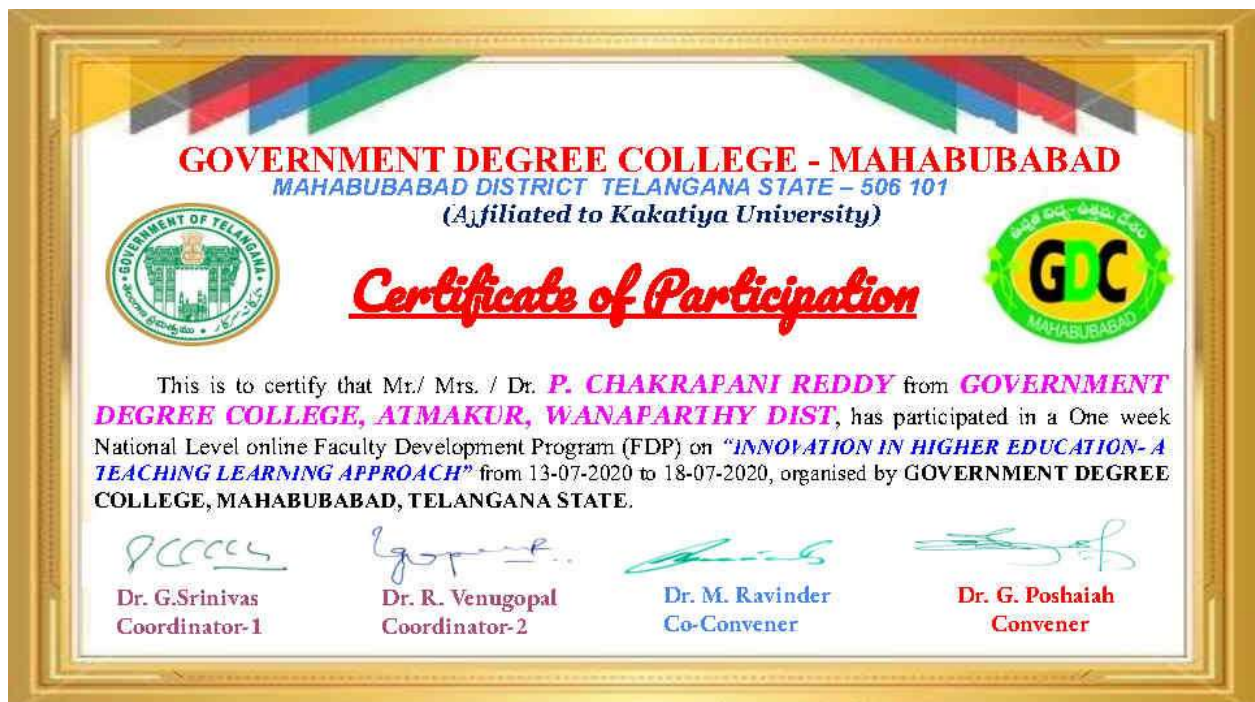 GOVERNMENT DEGREE COLLEGE - MAHABUBABAD
MAHABUBABAD DISTRICT TELANGANA STATE – 506 101
(Affiliated to Kakatiya University)
GOVERNMENT OF TELANGANA
GDC
MAHABUBABAD
Certificate of Participation
This is to certify that Mr./ Mrs. / Dr. P. CHAKRAPANI REDDY from GOVERNMENT
DEGREE COLLEGE, ATMAKUR, WANAPARTHY DIST, has participated in a One week
National Level online Faculty Development Program (FDP) on "INNOVATION IN HIGHER EDUCATION- A
TEACHING LEARNING APPROACH" from 13-07-2020 to 18-07-2020, organised by GOVERNMENT DEGREE
COLLEGE, MAHABUBABAD, TELANGANA STATE.
Dr. G.Srinivas
Coordinator-1
Dr. R. Venugopal
Coordinator-2
Dr. M. Ravinder
Co-Convener
Dr. G. Poshaiah
Convener